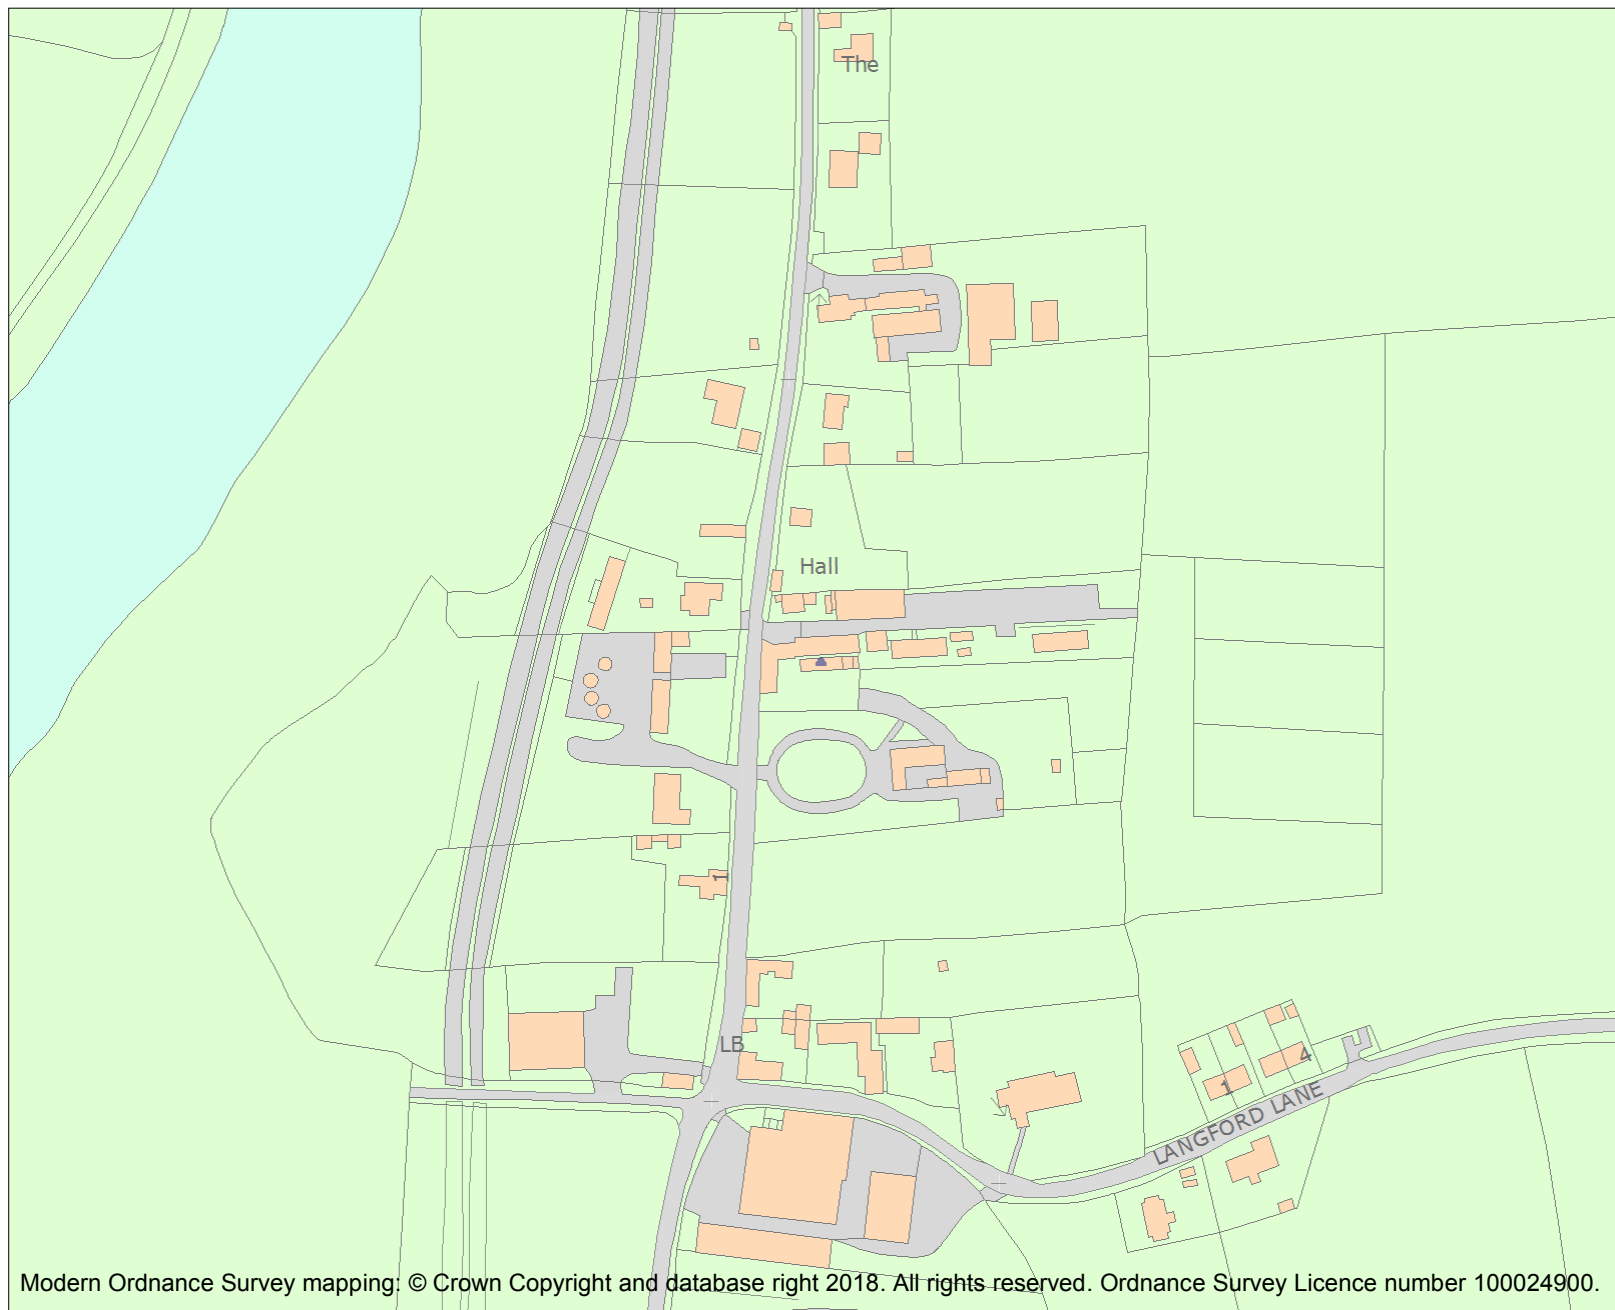 The
Hall
1
LB
4
1
LANGFORD LANE
Modern Ordnance Survey mapping: © Crown Copyright and database right 2018. All rights reserved. Ordnance Survey Licence number 100024900.